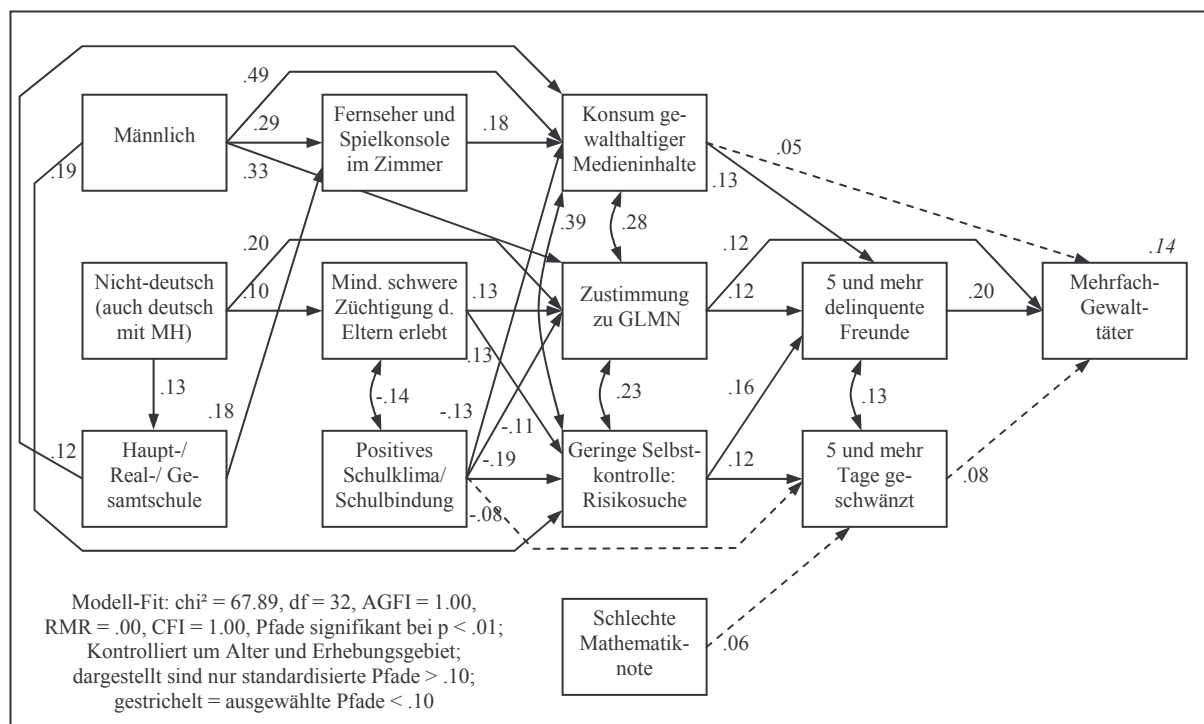 .49
Männlich
.29
.33
.19
Fernseher und
Spielkonsole
im Zimmer
.18
Konsum ge-
walthaltiger
Medieninhalte
.05
.13
.39
.28
.20
Nicht-deutsch
(auch deutsch
mit MH)
.10
Mind. schwere
Züchtigung d.
Eltern erlebt
.13
.13
Zustimmung
zu GLMN
.12
.12
5 und mehr
delinquente
Freunde
.20
.14
Mehrfach-
Gewalt-
täter
.13
.18
-.14
-.13
-.11
.23
.16
.13
.12
Haupt-/
Real-/ Ge-
samtschule
Positives
Schulklima/
Schulbindung
-.19
-.08
Geringe Selbst-
kontrolle:
Risikosuche
.12
5 und mehr
Tage ge-
schwänzt
.08
Schlechte
Mathematik-
note
.06
Modell-Fit: chi² = 67.89, df = 32, AGFI = 1.00,
RMR = .00, CFI = 1.00, Pfade signifikant bei p < .01;
Kontrolliert um Alter und Erhebungsgebiet;
dargestellt sind nur standardisierte Pfade > .10;
gestrichelt = ausgewählte Pfade < .10